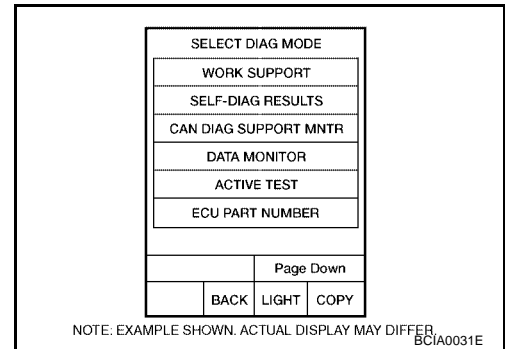 SELECT DIAG MODE
WORK SUPPORT
SELF-DIAG RESULTS
CAN DIAG SUPPORT MNTR
DATA MONITOR
ACTIVE TEST
ECU PART NUMBER
Page Down
BACK LIGHT COPY
NOTE: EXAMPLE SHOWN. ACTUAL DISPLAY MAY DIFFER.
BCIA0031E